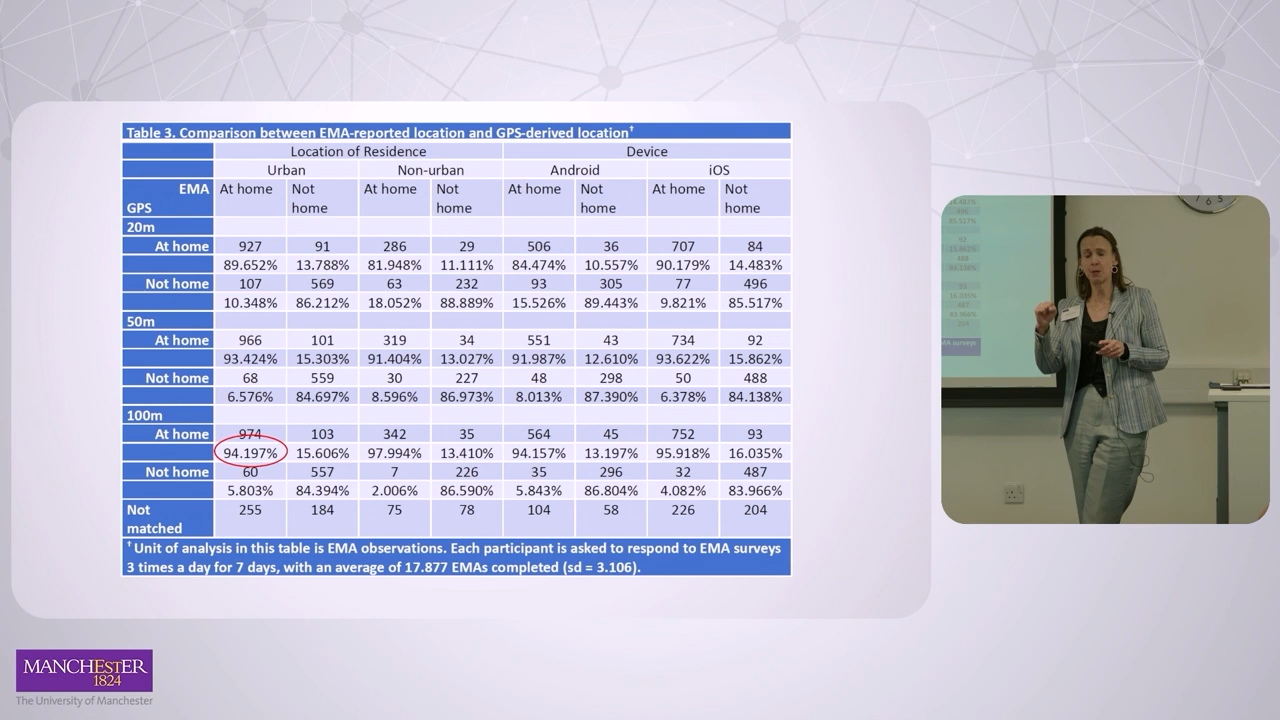 Table 3. Comparison between EMA-reported location and GPS-derived location†
Location of Residence Device
Urban Non-urban Android iOS
EMA At home Not At home Not At home Not At home Not
GPS home home home home
20m
At home 927 91 286 29 506 36 707 84
89.652% 13.788% 81.948% 11.111% 84.474% 10.557% 90.179% 14.483%
Not home 107 569 63 232 93 305 77 496
10.348% 86.212% 18.052% 88.889% 15.526% 89.443% 9.821% 85.517%
50m
At home 966 101 319 34 551 43 734 92
93.424% 15.303% 91.404% 13.027% 91.987% 12.610% 93.622% 15.862%
Not home 68 559 30 227 48 298 50 488
6.576% 84.697% 8.596% 86.973% 8.013% 87.390% 6.378% 84.138%
100m
At home 974 103 342 35 564 45 752 93
94.197% 15.606% 97.994% 13.410% 94.157% 13.197% 95.918% 16.035%
Not home 60 557 7 226 35 296 32 487
5.803% 84.394% 2.006% 86.590% 5.843% 86.804% 4.082% 83.966%
Not 255 184 75 78 104 58 226 204
matched
† Unit of analysis in this table is EMA observations. Each participant is asked to respond to EMA surveys
3 times a day for 7 days, with an average of 17.877 EMAs completed (sd = 3.106).
MANCHESTER
1824
The University of Manchester